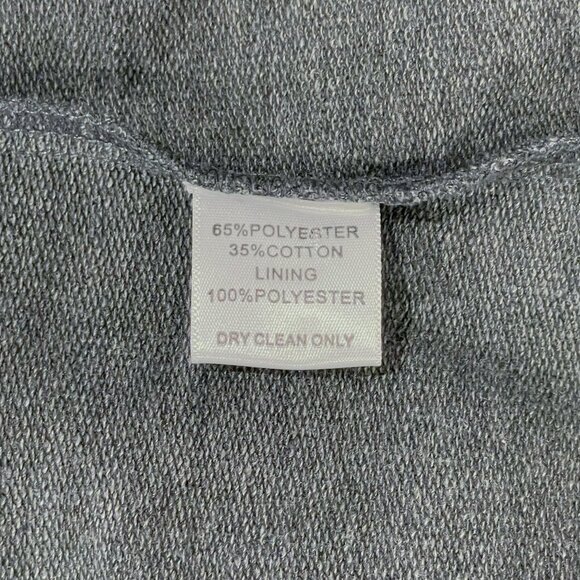 65%POLYESTER
35%COTTON
LINING
100%POLYESTER
DRY CLEAN ONLY